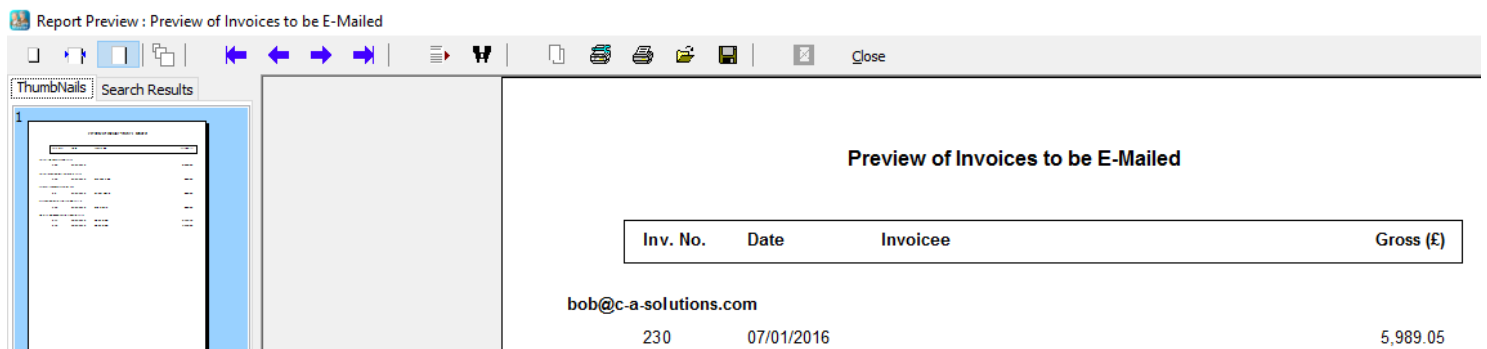 Report Preview : Preview of Invoices to be E-Mailed
Close
ThumbNails Search Results
1
Preview of Invoices to be E-Mailed
Inv. No. Date Invoicee Gross (£)
bob@c-a-solutions.com
230 07/01/2016 5,989.05